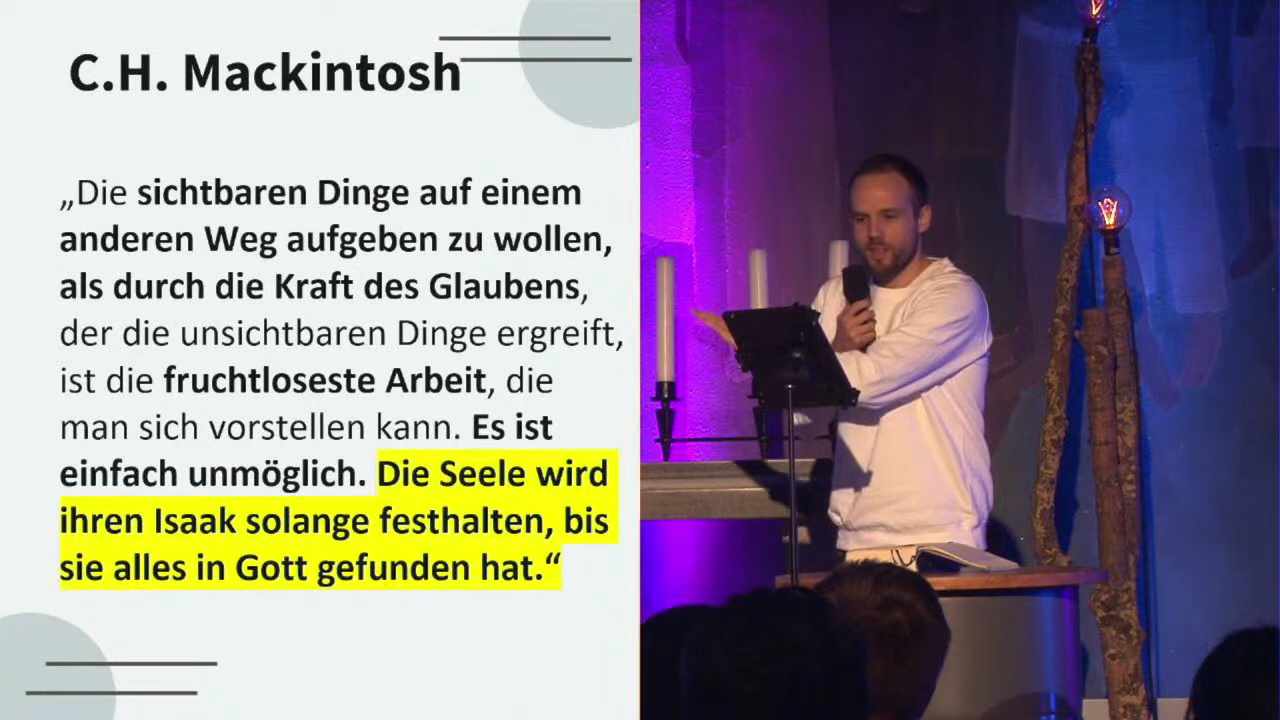 C.H. Mackintosh
„Die sichtbaren Dinge auf einem
anderen Weg aufgeben zu wollen,
als durch die Kraft des Glaubens,
der die unsichtbaren Dinge ergreift,
ist die fruchtloseste Arbeit, die
man sich vorstellen kann. Es ist
einfach unmöglich. Die Seele wird
ihren Isaak solange festhalten, bis
sie alles in Gott gefunden hat.“